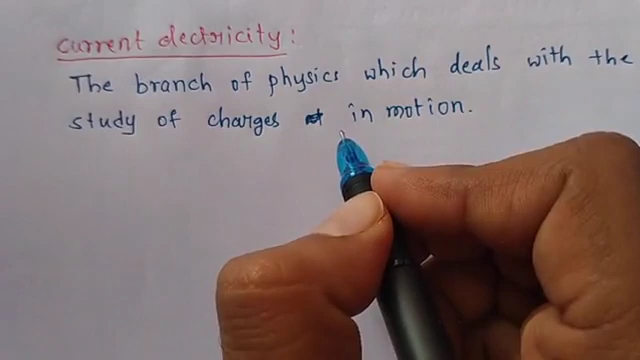 current electricity :
The branch of physics which deals with the
study of charges in motion.